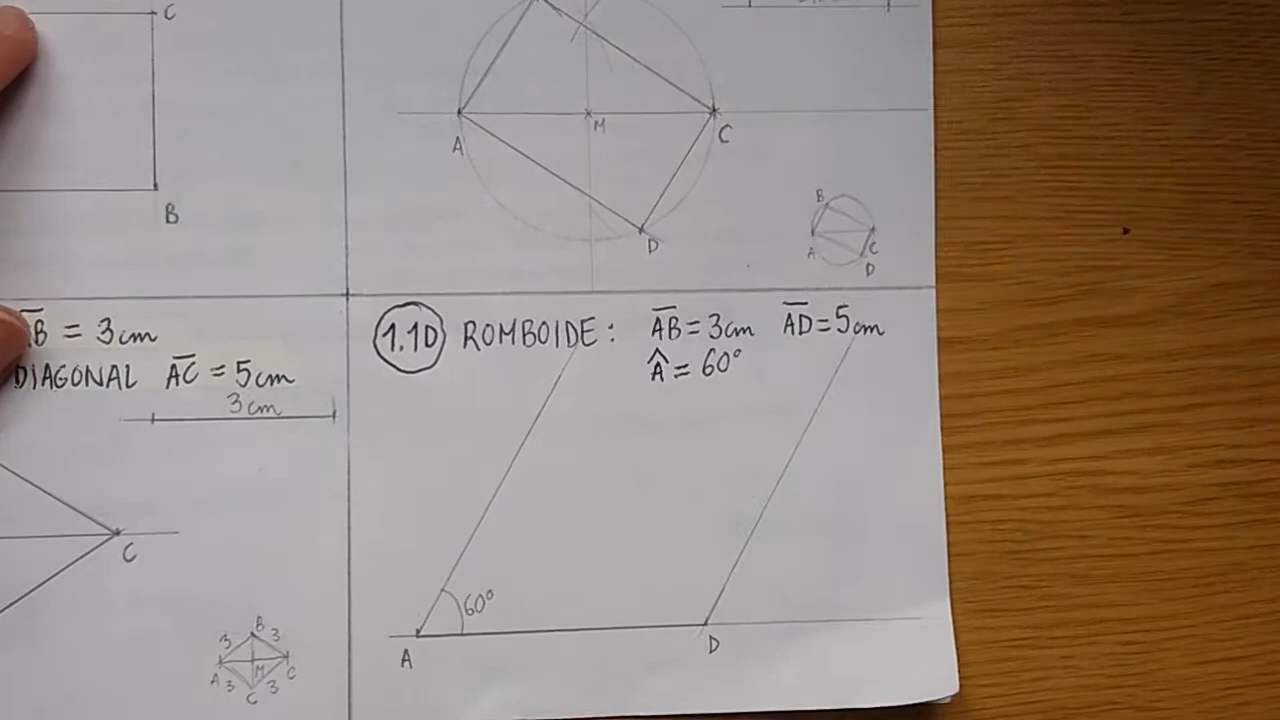 C
B
A
M
C
D
B
A
C
D
B = 3cm
DIAGONAL AC = 5cm
3cm
C
B
3
3
A
M
C
3
3
C
1.10 ROMBOIDE: AB = 3cm AD = 5cm
Â = 60°
60°
A
D